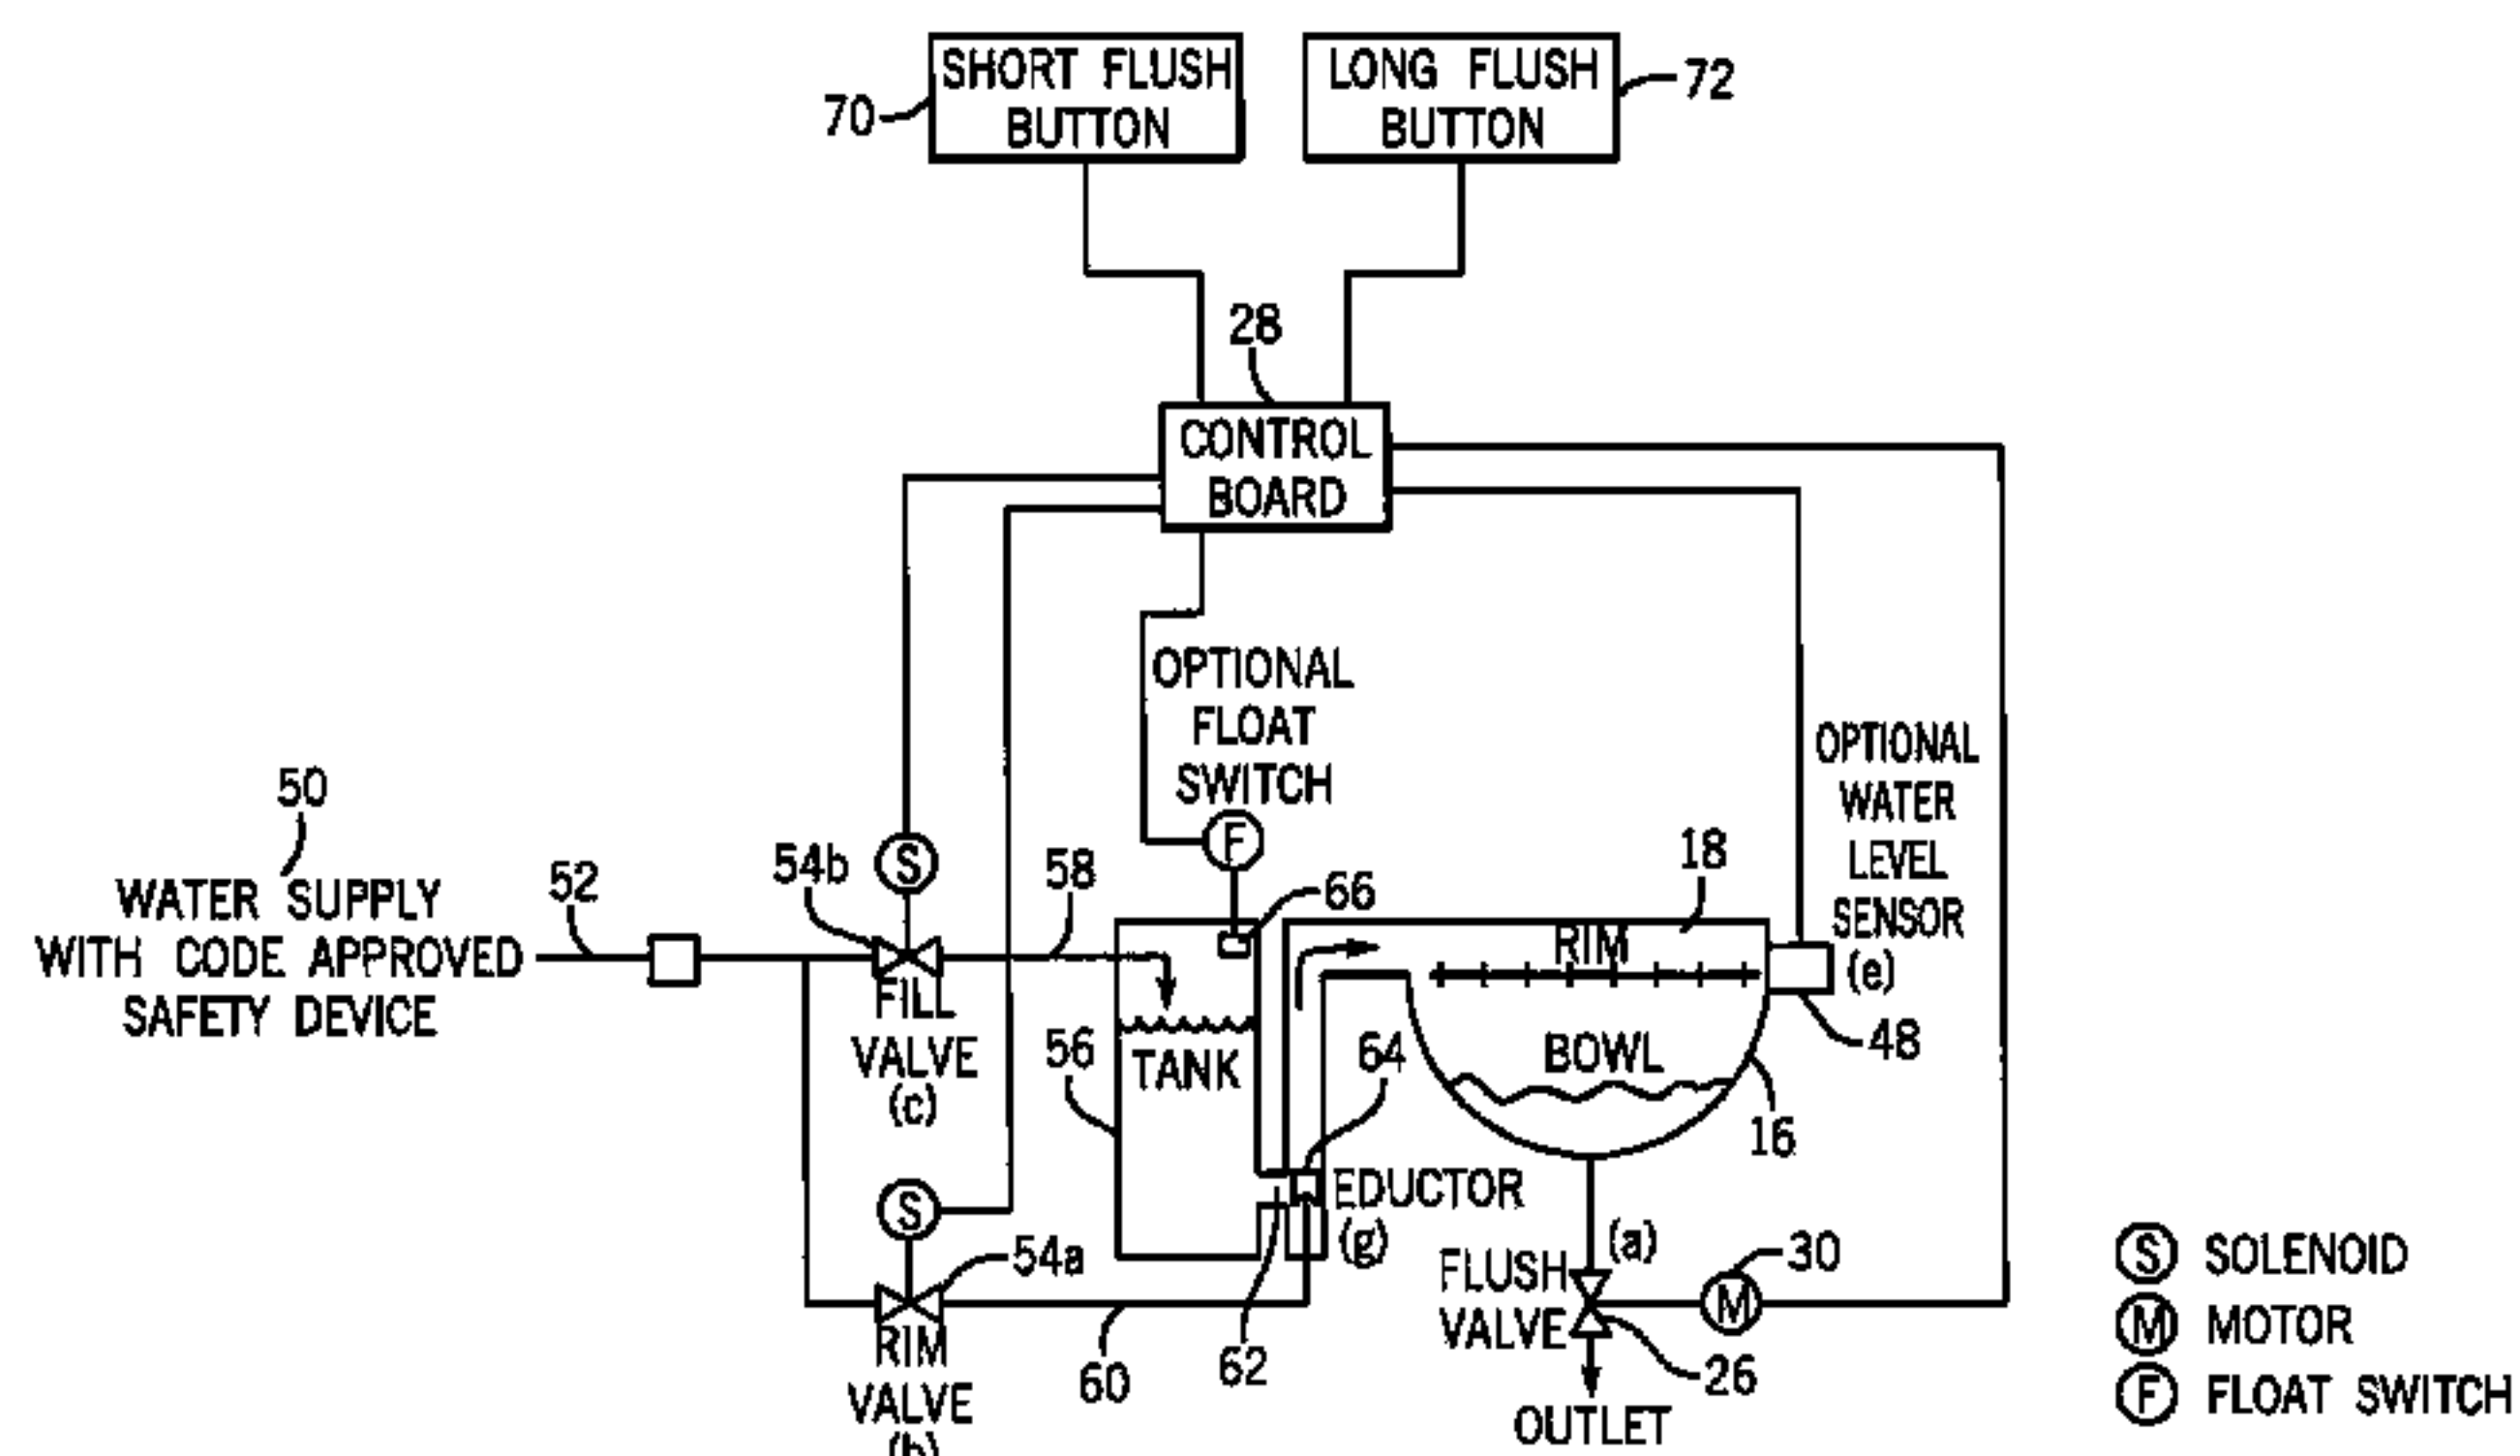 SHORT FLUSH
BUTTON
70
LONG FLUSH
BUTTON
72
28
CONTROL
BOARD
OPTIONAL
FLOAT
SWITCH
F
OPTIONAL
WATER
LEVEL
SENSOR
(e)
48
50
WATER SUPPLY
WITH CODE APPROVED
SAFETY DEVICE
52
54b
S
58
66
18
RIM
FILL
VALVE
(c)
56
TANK
64
BOWL
16
S
54a
EDUCTOR
(g)
(a)
FLUSH
VALVE
30
M
RIM
VALVE
(b)
60
62
26
OUTLET
S SOLENOID
M MOTOR
F FLOAT SWITCH